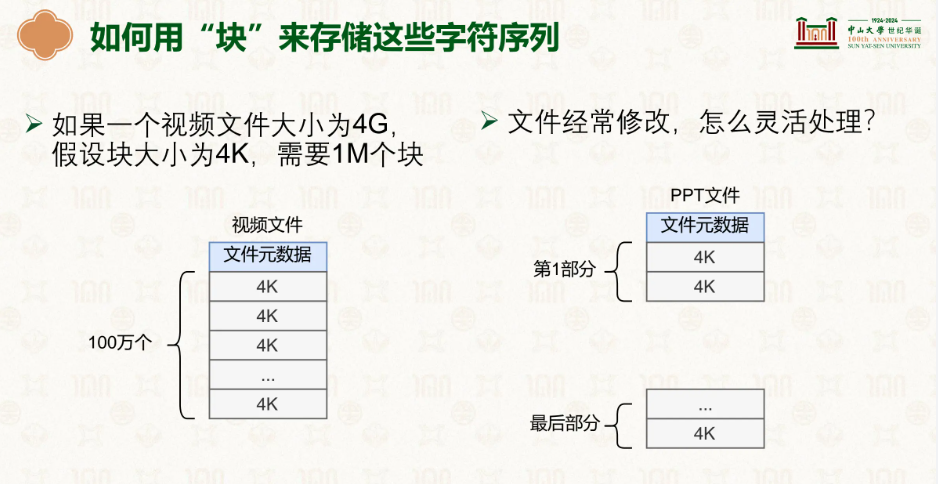 如何用“块”来存储这些字符序列
1924-2024
中山大學 世纪华诞
100th ANNIVERSARY
SUN YAT-SEN UNIVERSITY
如果一个视频文件大小为4G，
假设块大小为4K，需要1M个块
视频文件
文件元数据
4K
4K
4K
...
4K
100万个
文件经常修改，怎么灵活处理？
PPT文件
文件元数据
4K
4K
第1部分
...
4K
最后部分